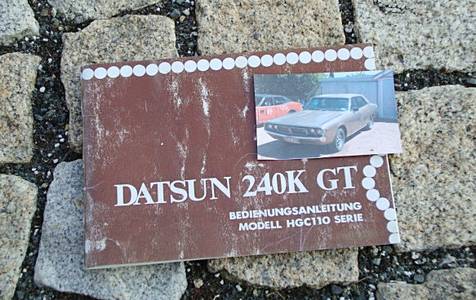 DATSUN 240K GT
BEDIENUNGSANLEITUNG
MODELL HGC110 SERIE